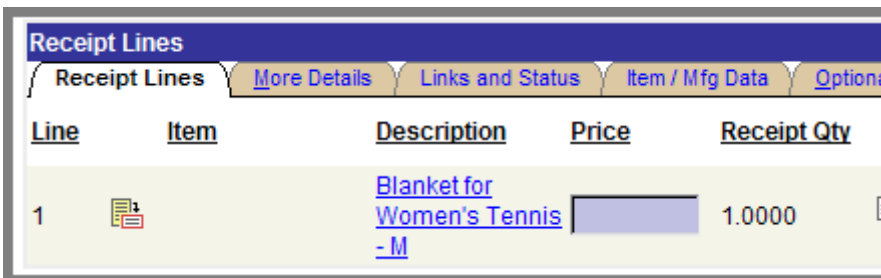 Receipt Lines
Receipt Lines More Details Links and Status Item / Mfg Data Optiona
Line Item Description Price Receipt Qty
1 Blanket for
Women's Tennis 1.0000
- M